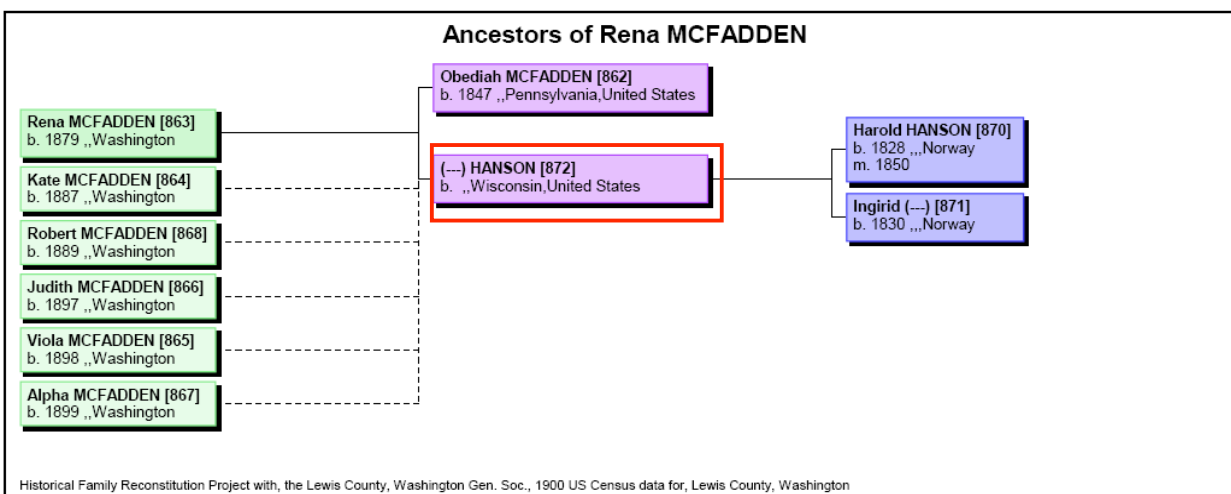 Ancestors of Rena MCFADDEN
Rena MCFADDEN [863]
b. 1879 ,,Washington
Kate MCFADDEN [864]
b. 1887 ,,Washington
Robert MCFADDEN [868]
b. 1889 ,,Washington
Judith MCFADDEN [866]
b. 1897 ,,Washington
Viola MCFADDEN [865]
b. 1898 ,,Washington
Alpha MCFADDEN [867]
b. 1899 ,,Washington
Obediah MCFADDEN [862]
b. 1847 ,,Pennsylvania,United States
(---) HANSON [872]
b.  ,,Wisconsin,United States
Harold HANSON [870]
b. 1828 ,,,Norway
m. 1850
Ingirid (---) [871]
b. 1830 ,,,Norway
Historical Family Reconstitution Project with, the Lewis County, Washington Gen. Soc., 1900 US Census data for, Lewis County, Washington